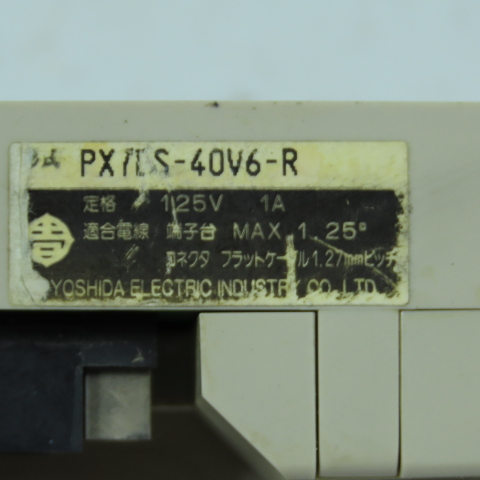 PX7DS-40V6-R
定格 125V 1A
適合電線 端子台 MAX 1.25°
コネクタ フラットケーブル1.27mmピッチ
YOSHIDA ELECTRIC INDUSTRY CO.,LTD.